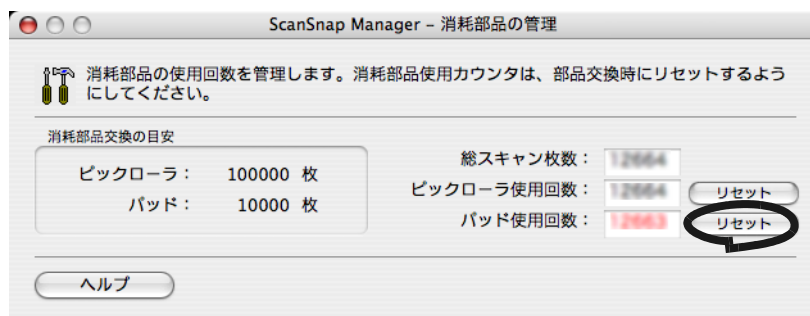 ScanSnap Manager – 消耗部品の管理
消耗部品の使用回数を管理します。消耗部品使用カウンタは、部品交換時にリセットするよう
にしてください。
消耗部品交換の目安
ピックローラ： 100000 枚
パッド： 10000 枚
総スキャン枚数： 12664
ピックローラ使用回数： 12664 リセット
パッド使用回数： 12663 リセット
ヘルプ